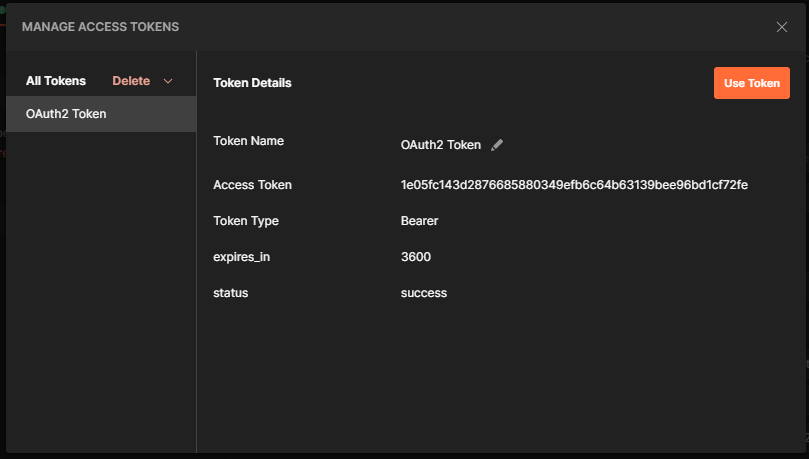 MANAGE ACCESS TOKENS
All Tokens Delete
OAuth2 Token
Token Details
Use Token
Token Name OAuth2 Token
Access Token 1e05fc143d2876685880349efb6c64b63139bee96bd1cf72fe
Token Type Bearer
expires_in 3600
status success